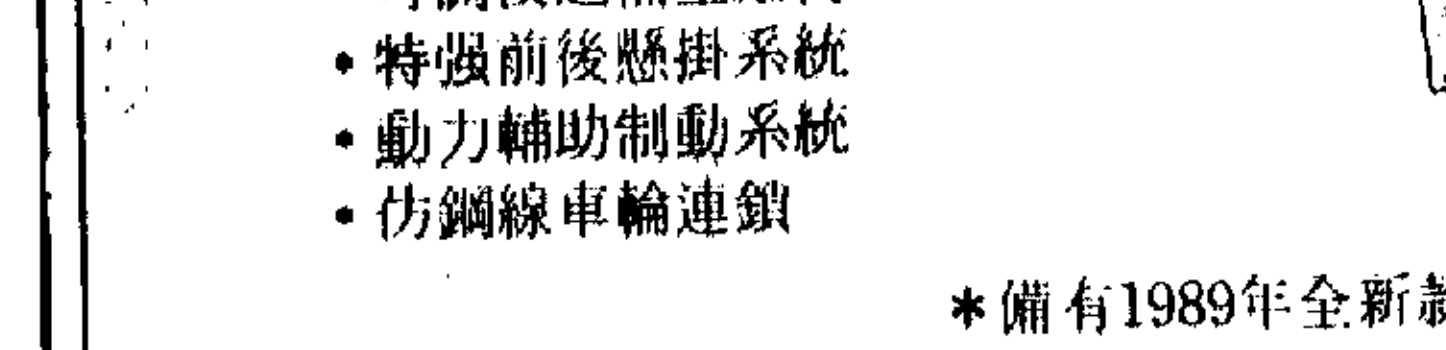 • 特强前後懸掛系統
• 動力輔助制動系統
• 仿鋼線車輪連鎖
*備有1989年全新款